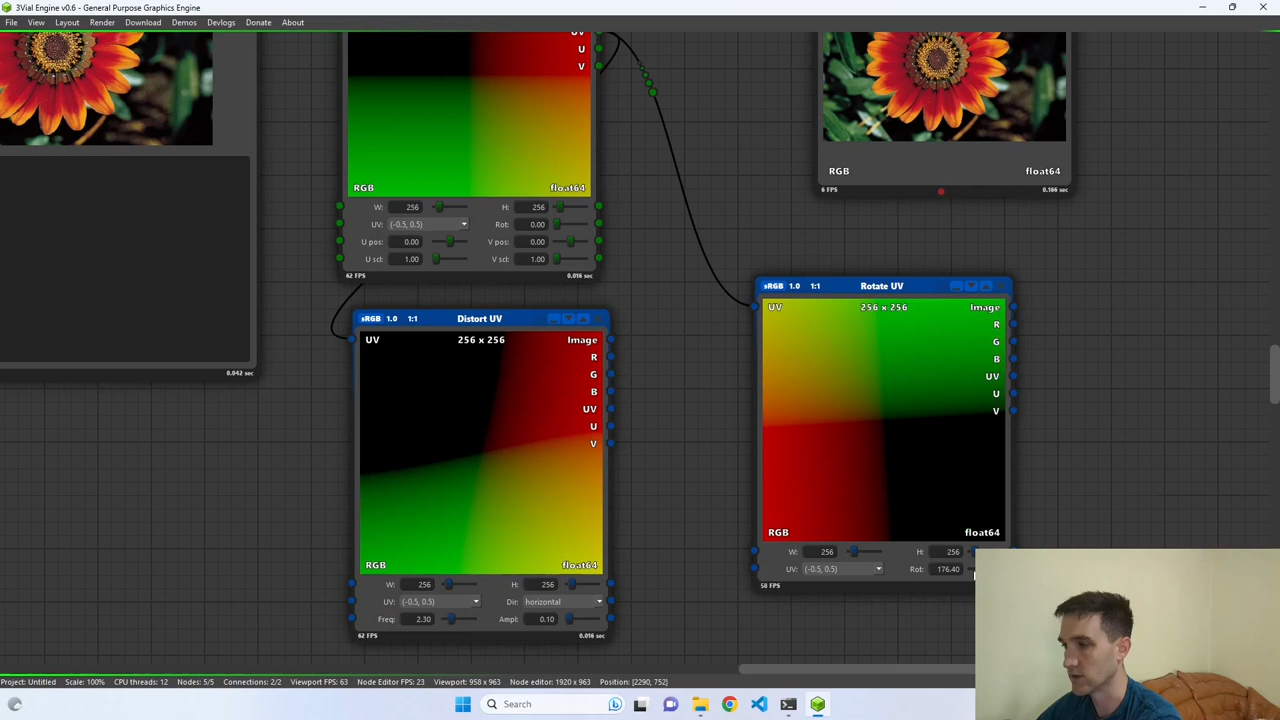 3Vial Engine v0.6 - General Purpose Graphics Engine
File View Layout Render Download Demos Devlogs Donate About
UV
U
V
RGB float64
W: 256 H: 256
UV: (-0.5, 0.5) Rot: 0.00
U pos: 0.00 V pos: 0.00
U scl: 1.00 V scl: 1.00
62 FPS 0.016 sec
RGB float64
6 FPS 0.166 sec
0.042 sec
sRGB 1.0 1:1 Distort UV
UV 256 x 256 Image
R
G
B
UV
U
V
RGB float64
W: 256 H: 256
UV: (-0.5, 0.5) Dir: horizontal
Freq: 2.30 Ampl: 0.10
62 FPS 0.016 sec
sRGB 1.0 1:1 Rotate UV
UV 256 x 256 Image
R
G
B
UV
U
V
RGB float64
W: 256 H: 256
UV: (-0.5, 0.5) Rot: 176.40
58 FPS
Project: Untitled Scale: 100% CPU threads: 12 Nodes: 5/5 Connections: 2/2 Viewport FPS: 63 Node Editor FPS: 23 Viewport: 958 x 963 Node editor: 1920 x 963 Position: [2290, 752]
Search